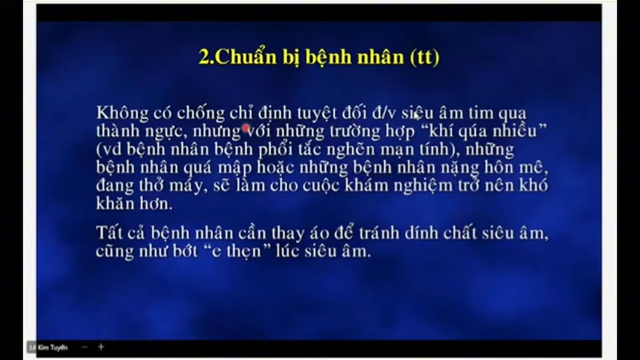 2.Chuẩn bị bệnh nhân (tt)
Không có chống chỉ định tuyệt đối đ/v siêu âm tim qua
thành ngực, nhưng với những trường hợp “khí qúa nhiều”
(vd bệnh nhân bệnh phổi tắc nghẽn mạn tính), những
bệnh nhân quá mập hoặc những bệnh nhân nặng hôn mê,
đang thở máy, sẽ làm cho cuộc khám nghiệm trở nên khó
khăn hơn.
Tất cả bệnh nhân cần thay áo để tránh dính chất siêu âm,
cũng như bớt “e thẹn” lúc siêu âm.
Lê Kim Tuyến